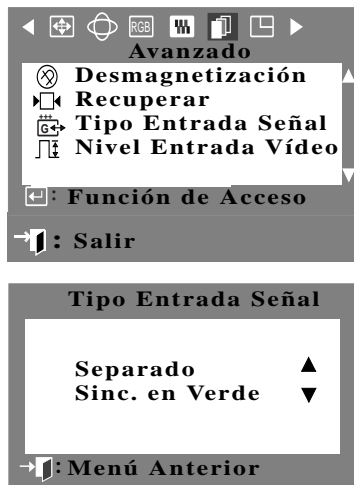 RGB
Avanzado
Desmagnetización
Recuperar
G Tipo Entrada Señal
Nivel Entrada Vídeo
: Función de Acceso
: Salir
Tipo Entrada Señal
Separado
Sinc. en Verde
: Menú Anterior